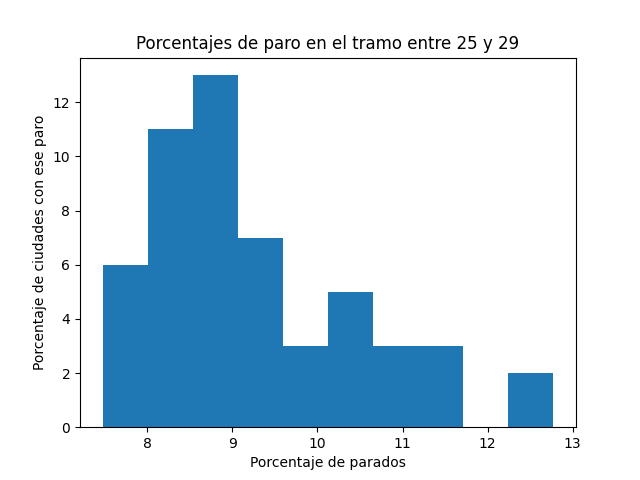 Porcentajes de paro en el tramo entre 25 y 29
Porcentaje de ciudades con ese paro
12
10
8
6
4
2
0
8 9 10 11 12 13
Porcentaje de parados